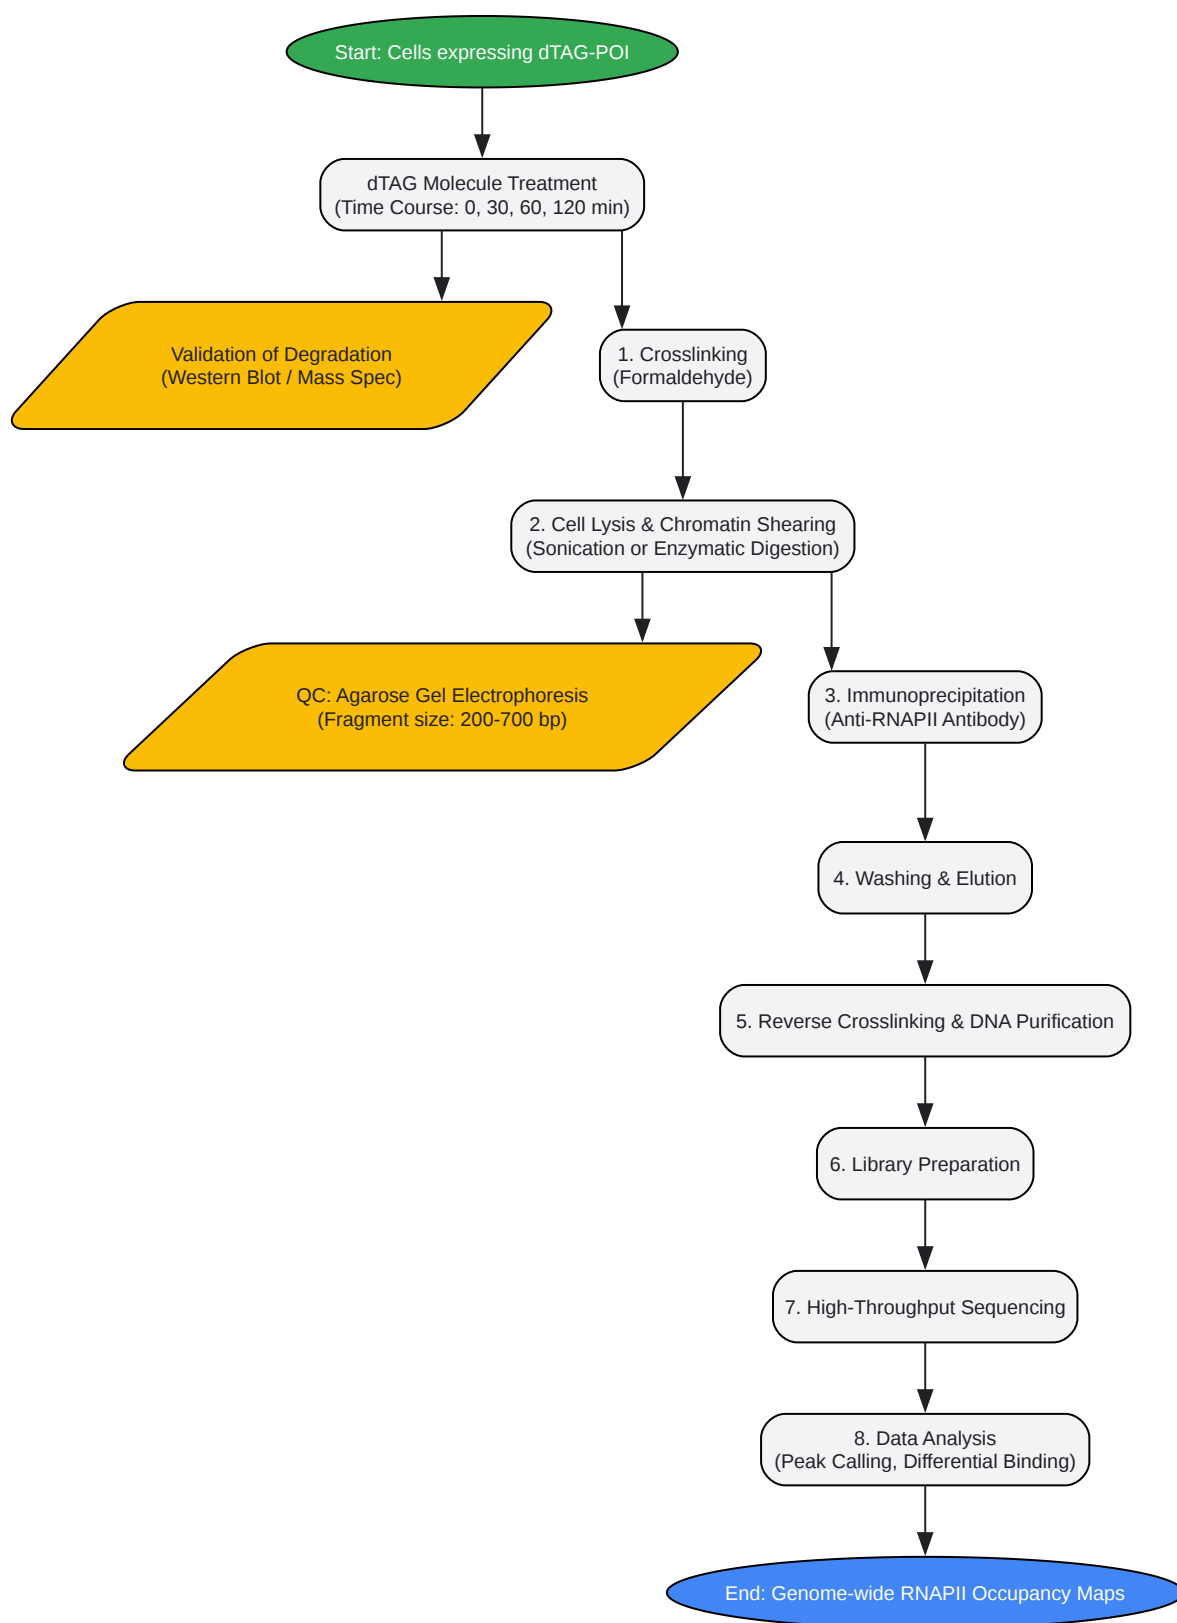 Start: Cells expressing dTAG-POI
dTAG Molecule Treatment
(Time Course: 0, 30, 60, 120 min)
Validation of Degradation
(Western Blot / Mass Spec)
1. Crosslinking
(Formaldehyde)
2. Cell Lysis & Chromatin Shearing
(Sonication or Enzymatic Digestion)
QC: Agarose Gel Electrophoresis
(Fragment size: 200-700 bp)
3. Immunoprecipitation
(Anti-RNAPII Antibody)
4. Washing & Elution
5. Reverse Crosslinking & DNA Purification
6. Library Preparation
7. High-Throughput Sequencing
8. Data Analysis
(Peak Calling, Differential Binding)
End: Genome-wide RNAPII Occupancy Maps